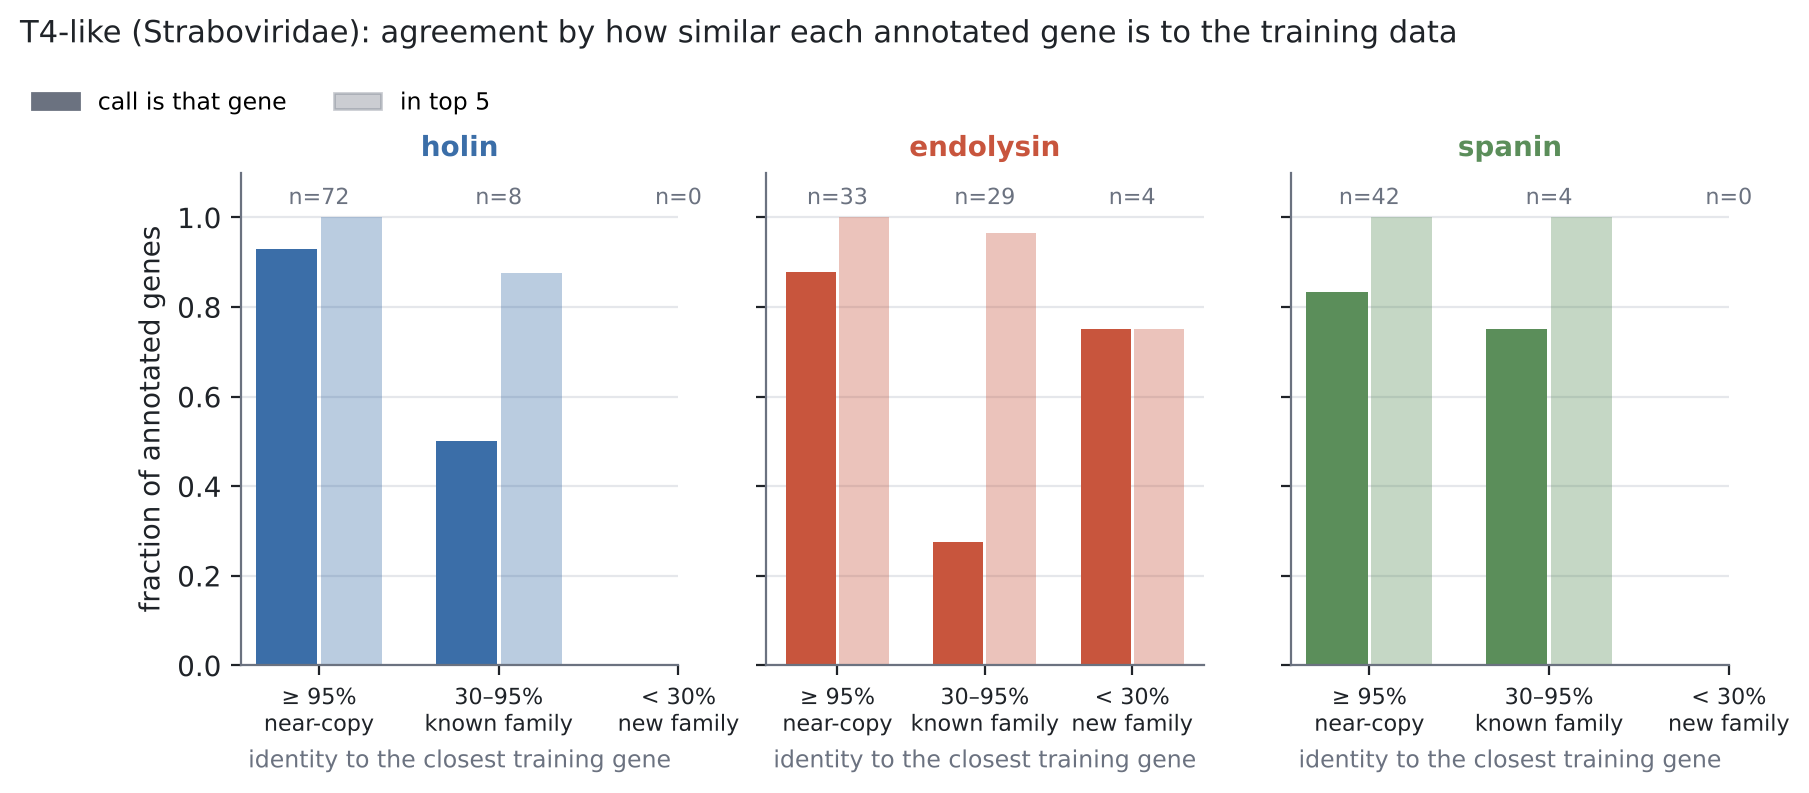 T4-like (Straboviridae): agreement by how similar each annotated gene is to the training data
call is that gene
in top 5
holin
endolysin
spanin
n=72
n=8
n=0
n=33
n=29
n=4
n=42
n=4
n=0
fraction of annotated genes
1.0
0.8
0.6
0.4
0.2
0.0
≥ 95%
near-copy
30–95%
known family
< 30%
new family
identity to the closest training gene
≥ 95%
near-copy
30–95%
known family
< 30%
new family
identity to the closest training gene
≥ 95%
near-copy
30–95%
known family
< 30%
new family
identity to the closest training gene